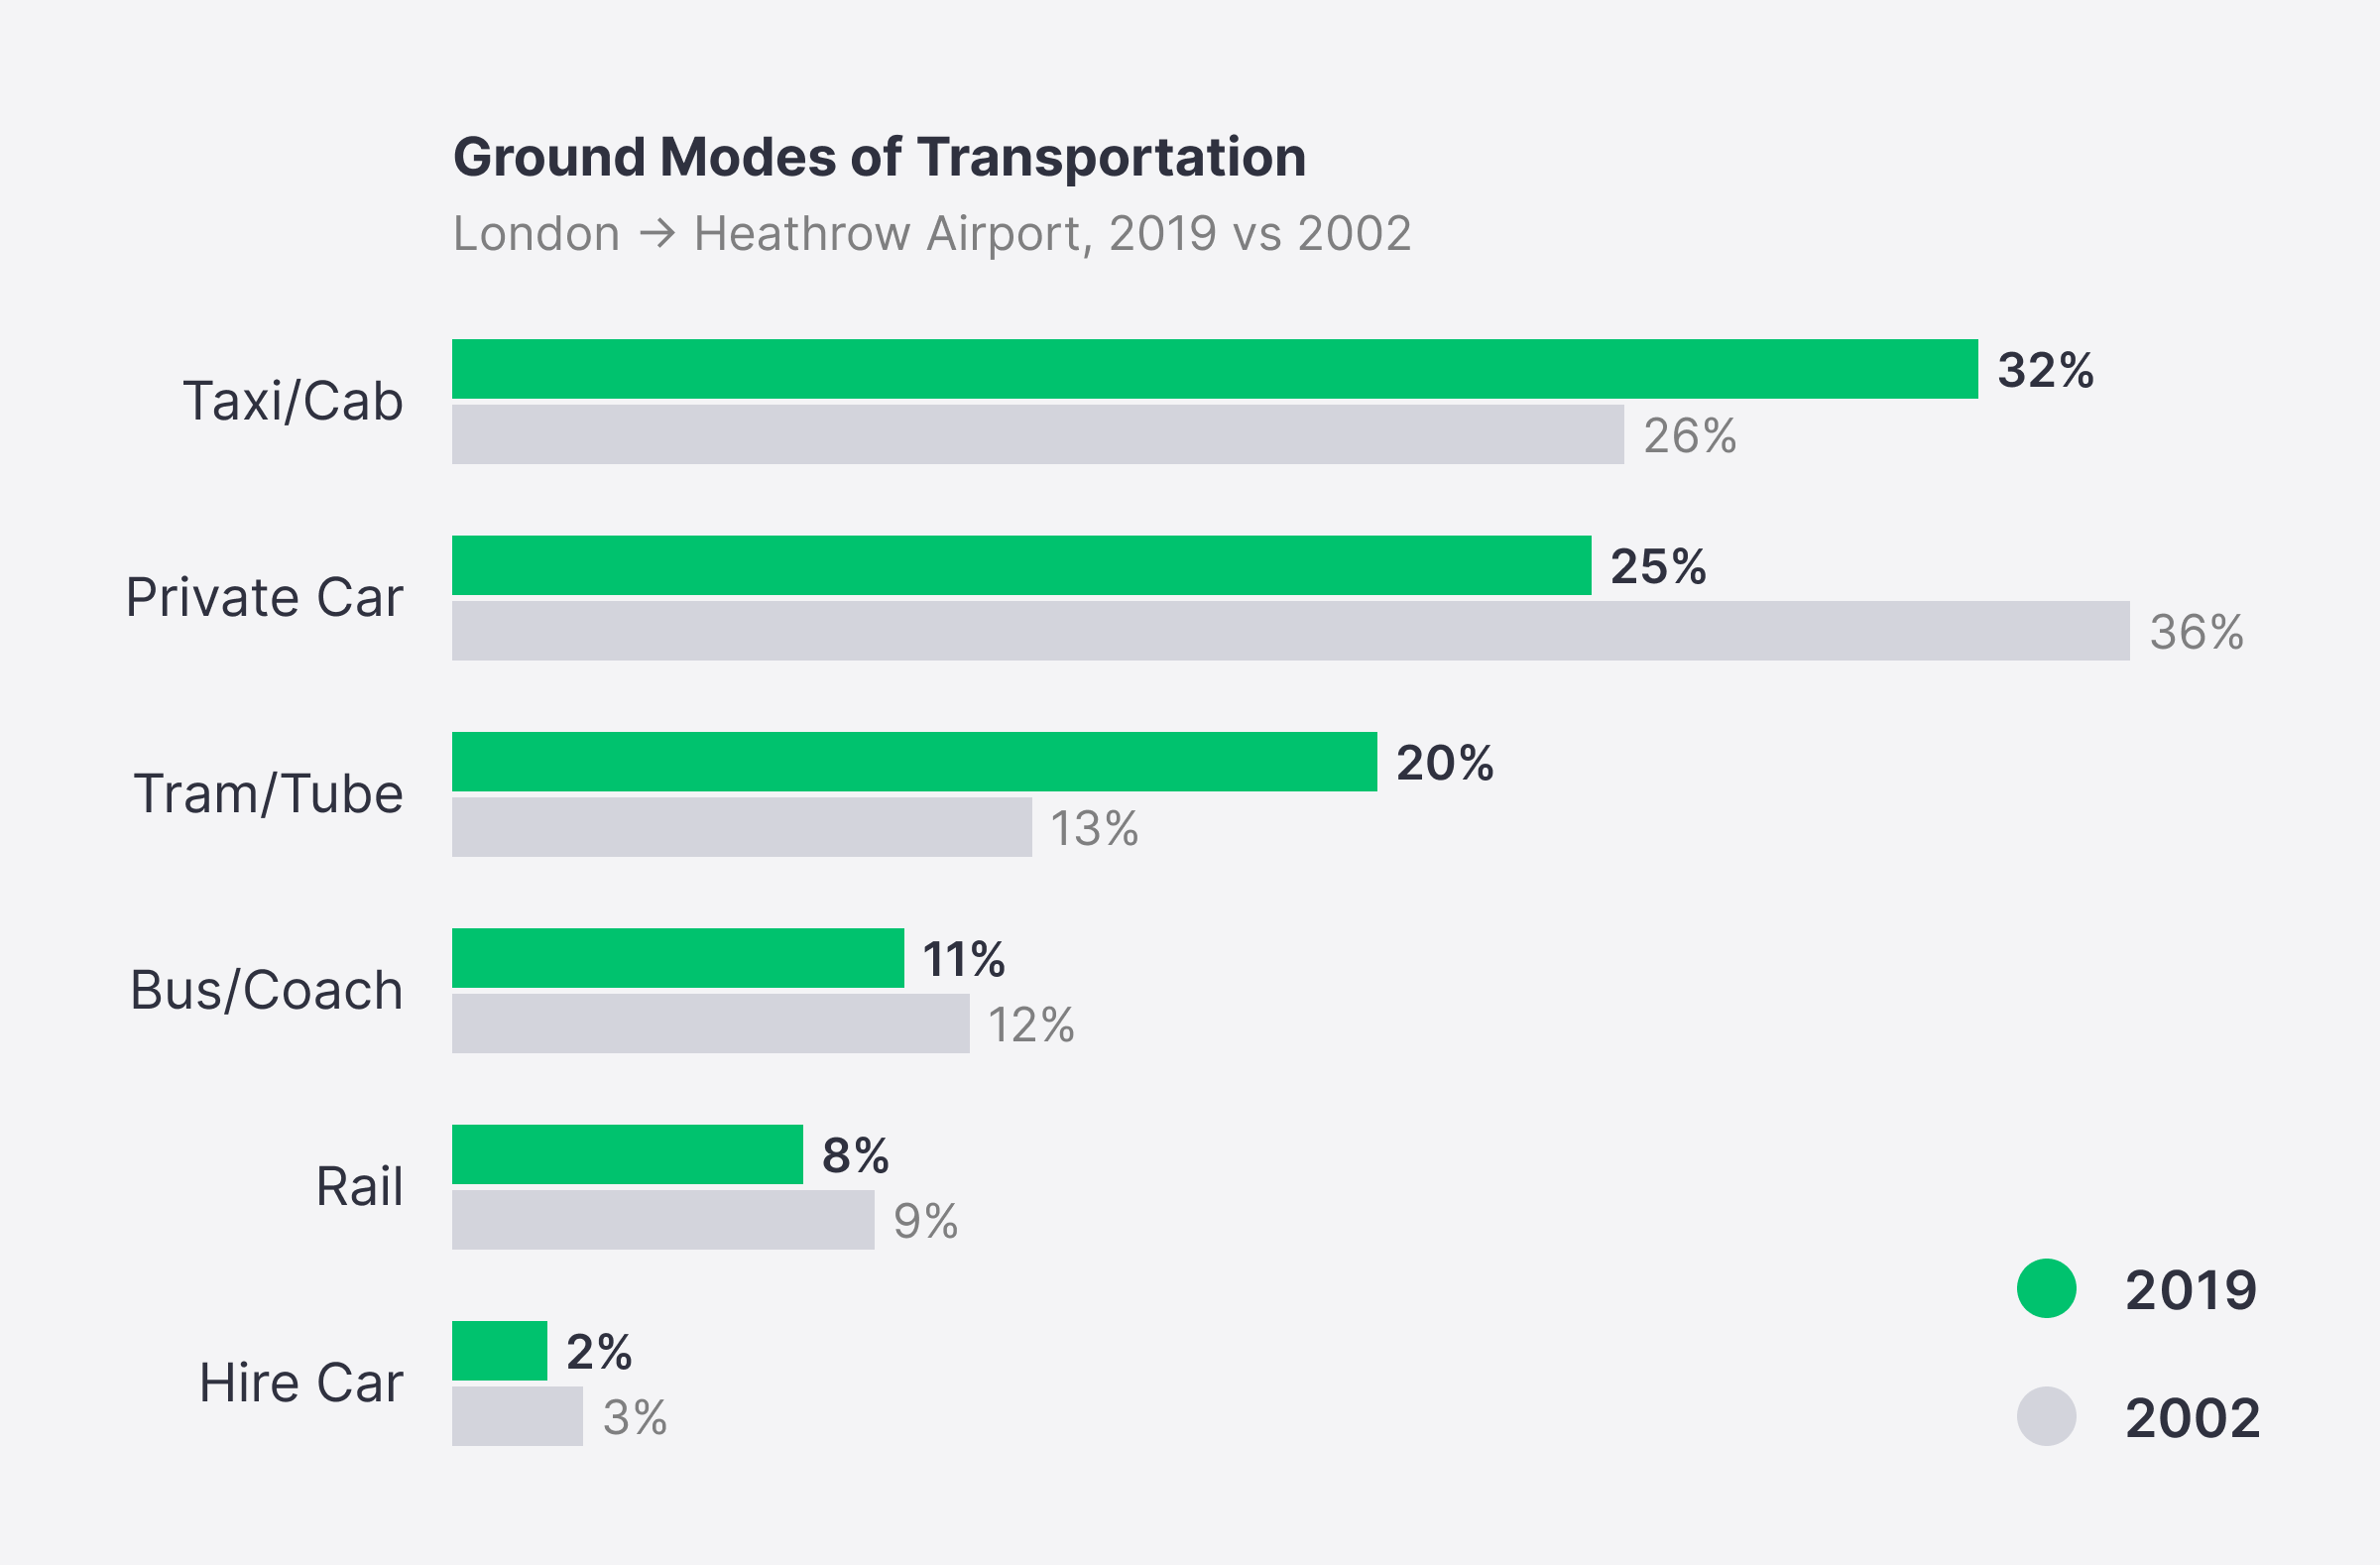 Ground Modes of Transportation
London → Heathrow Airport, 2019 vs 2002
Taxi/Cab
32%
26%
Private Car
25%
36%
Tram/Tube
20%
13%
Bus/Coach
11%
12%
Rail
8%
9%
Hire Car
2%
3%
2019
2002